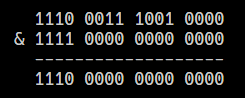 1110 0011 1001 0000
& 1111 0000 0000 0000
-------------------
1110 0000 0000 0000